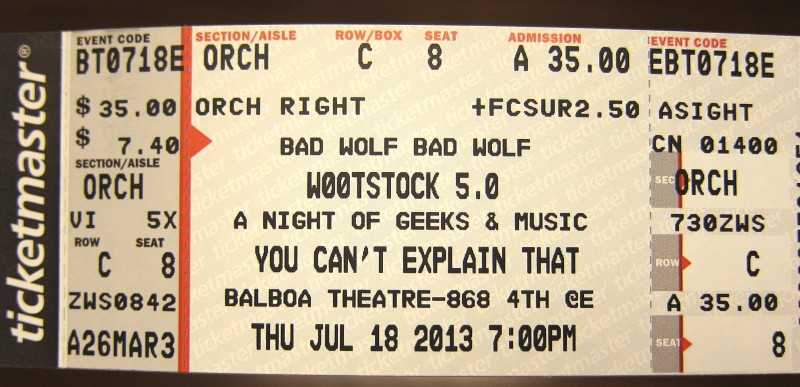 ticketmaster®
EVENT CODE
BT0718E
$ 35.00
$ 7.40
SECTION/AISLE
ORCH
VI 5X
ROW SEAT
C 8
ZWS0842
A26MAR3
SECTION/AISLE ROW/BOX SEAT ADMISSION
ORCH C 8 A 35.00
ORCH RIGHT +FCSUR2.50
BAD WOLF BAD WOLF
W00TSTOCK 5.0
A NIGHT OF GEEKS & MUSIC
YOU CAN'T EXPLAIN THAT
BALBOA THEATRE-868 4TH @E
THU JUL 18 2013 7:00PM
EVENT CODE
EBT0718E
ASIGHT
CN 01400
SEC ORCH
730ZWS
ROW C
A 35.00
SEAT 8